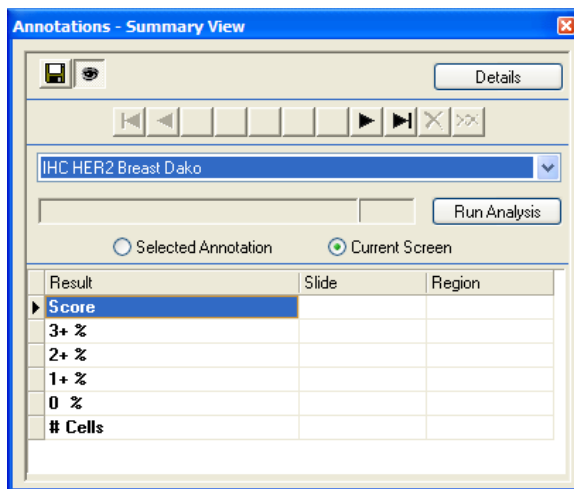 Annotations - Summary View
Details
IHC HER2 Breast Dako
Run Analysis
Selected Annotation Current Screen
Result Slide Region
Score
3+ %
2+ %
1+ %
0 %
# Cells